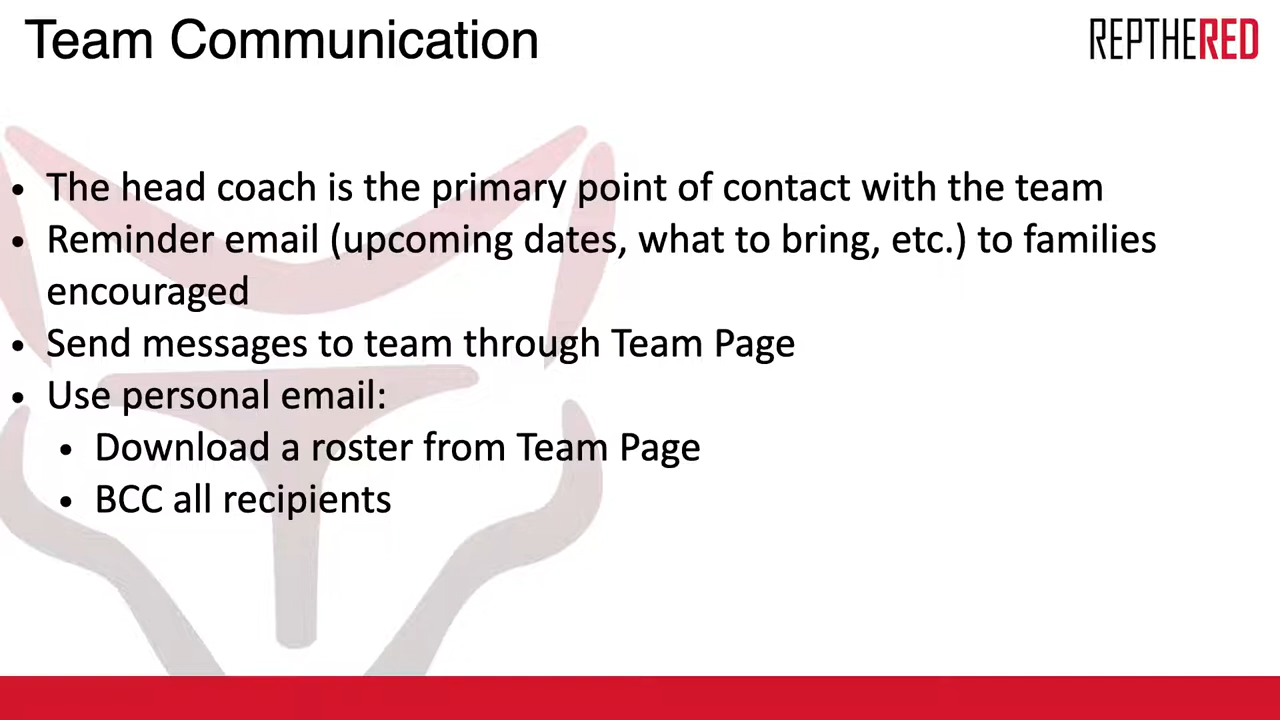 Team Communication
REPTHERED
• The head coach is the primary point of contact with the team
• Reminder email (upcoming dates, what to bring, etc.) to families
encouraged
• Send messages to team through Team Page
• Use personal email:
• Download a roster from Team Page
• BCC all recipients